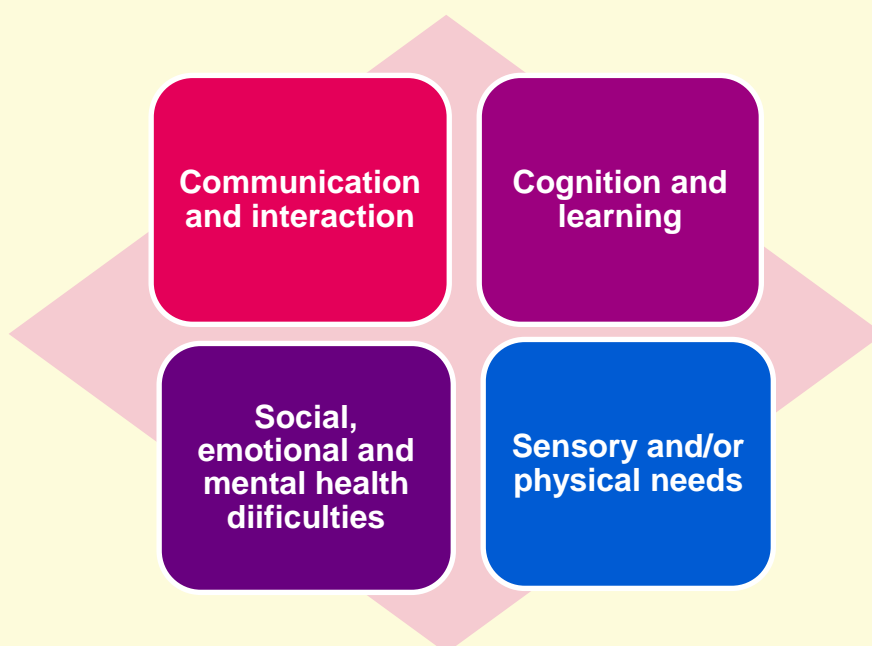 Communication
and interaction
Cognition and
learning
Social,
emotional and
mental health
diificulties
Sensory and/or
physical needs